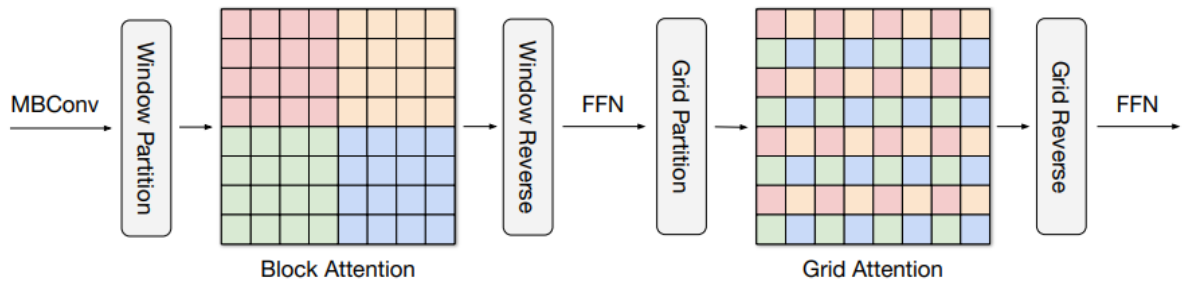 MBConv
Window Partition
Block Attention
Window Reverse
FFN
Grid Partition
Grid Attention
Grid Reverse
FFN